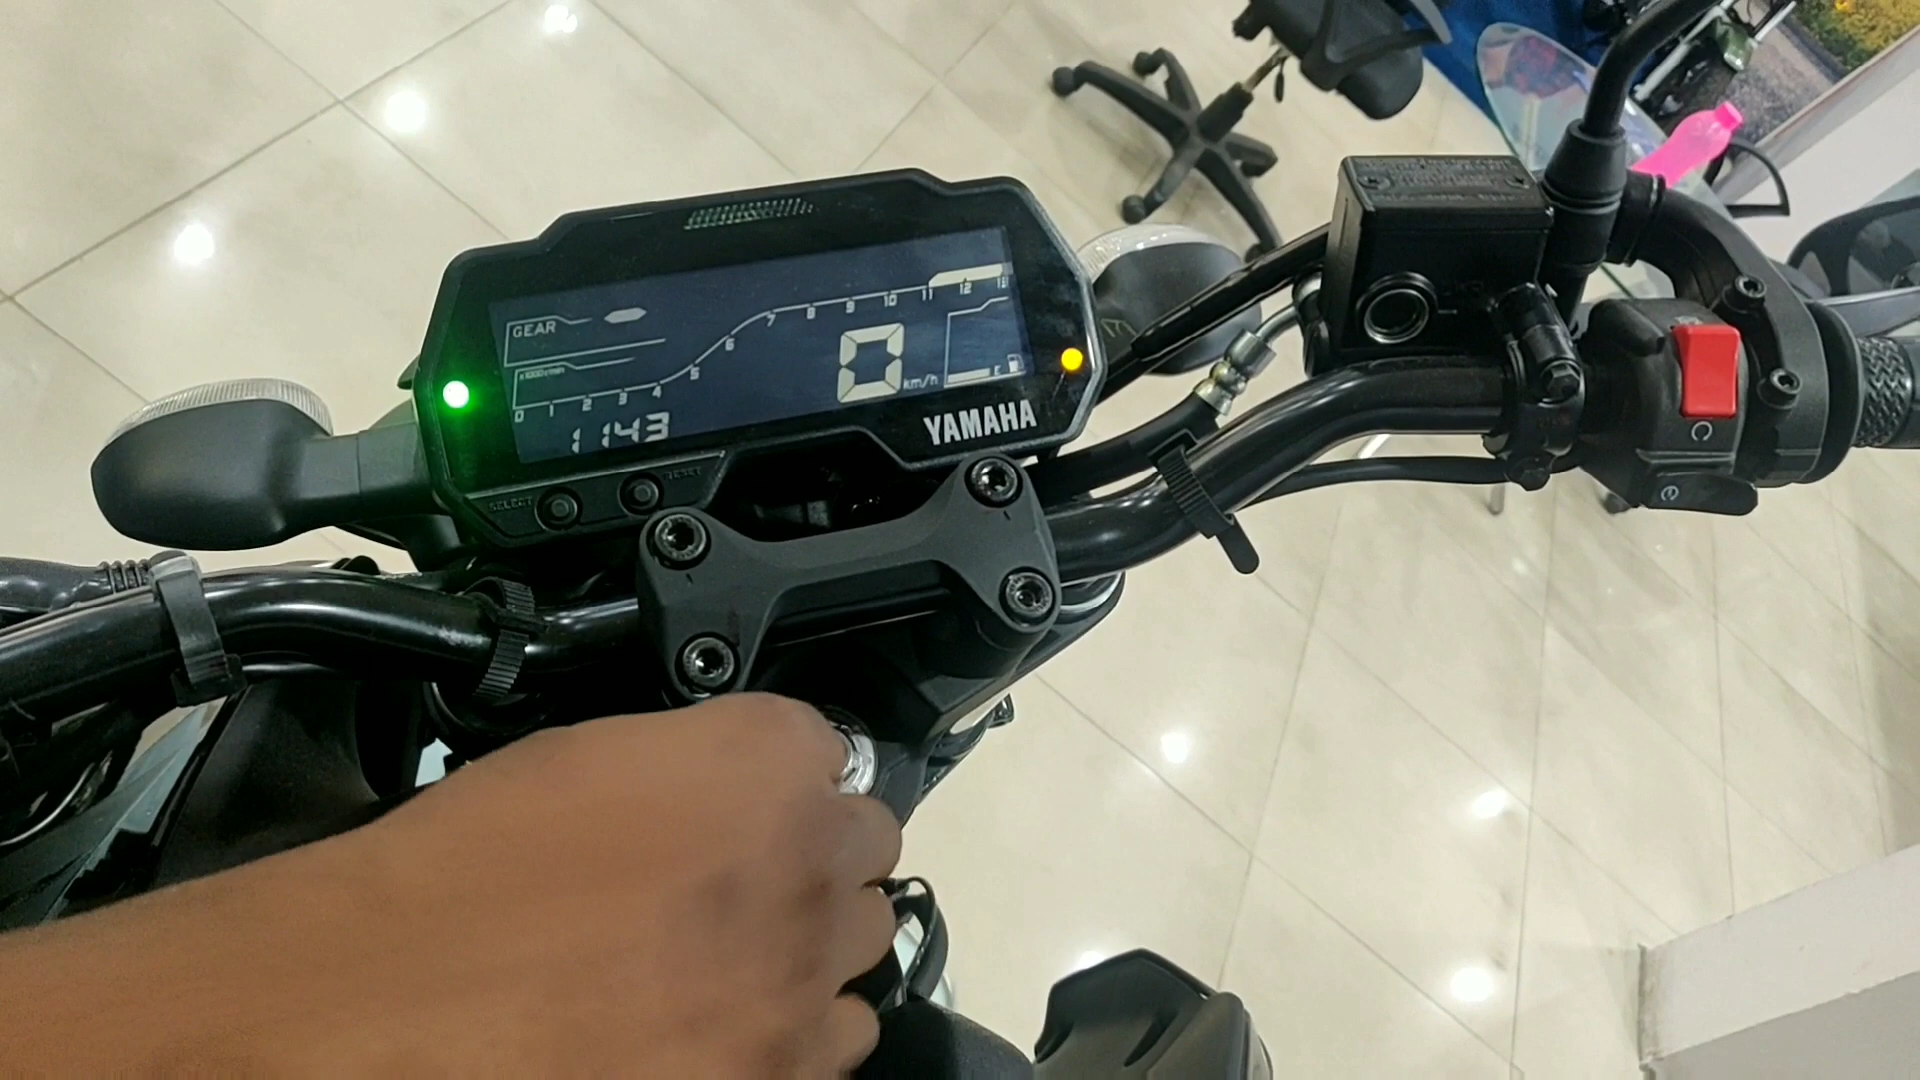 GEAR
x1000r/min
0 1 2 3 4 5 6 7 8 9 10 11 12
0 km/h
E
1143
YAMAHA
SELECT
RESET